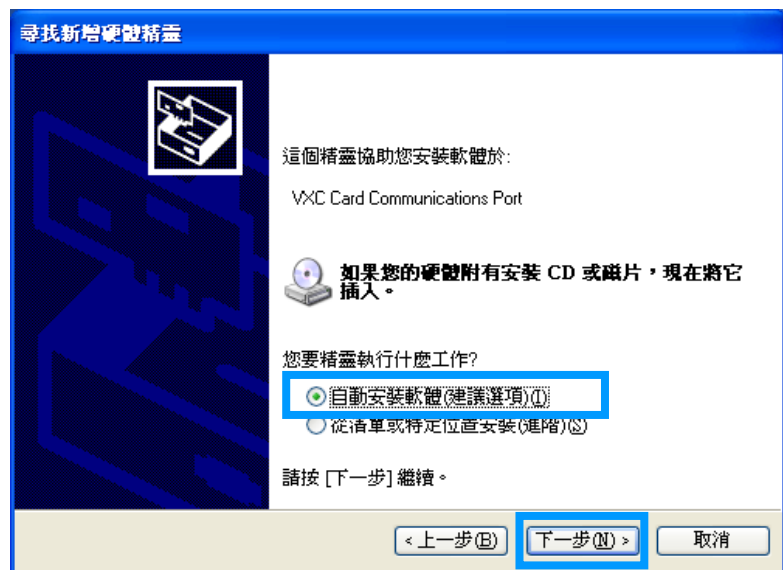 尋找新增硬體精靈
這個精靈協助您安裝軟體於:
VXC Card Communications Port
如果您的硬體附有安裝 CD 或磁片，現在將它
插入。
您要精靈執行什麼工作?
自動安裝軟體(建議選項)(I)
從清單或特定位置安裝(進階)(S)
請按 [下一步] 繼續。
<上一步(B)
下一步(N) >
取消